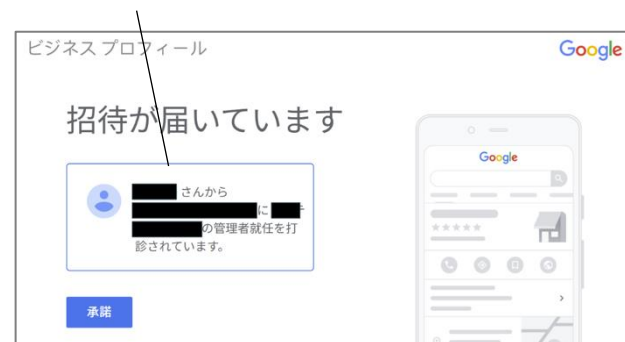 ビジネス プロフィール
Google
招待が届いています
さんから
に
の管理者就任を打
診されています。
承諾
Google